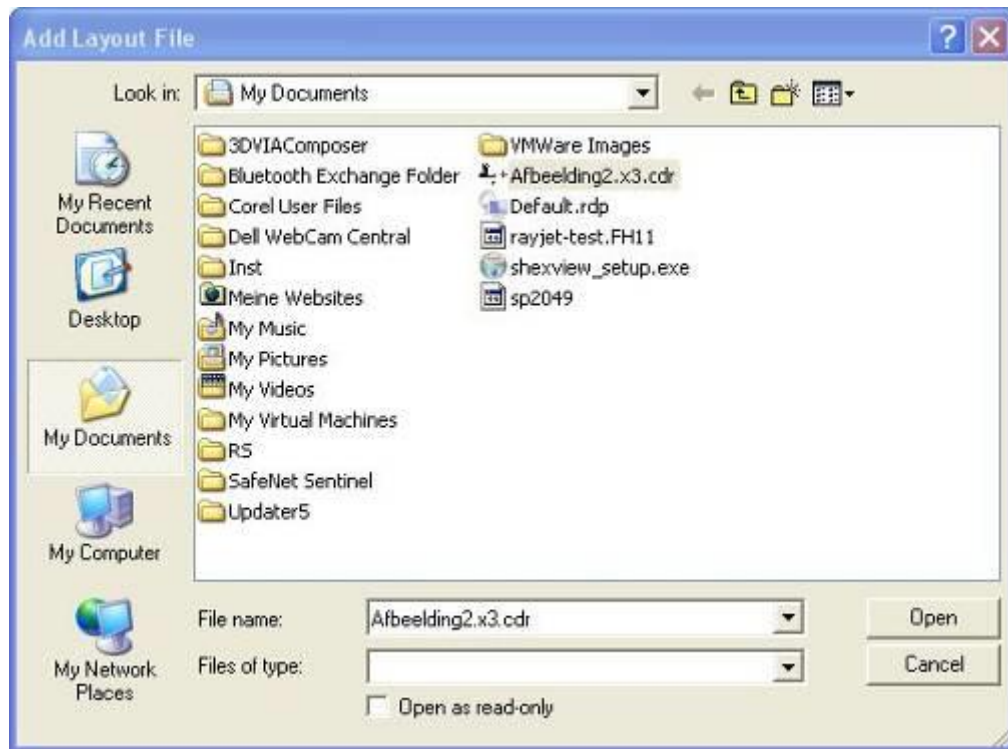 Add Layout File
Look in:
My Documents
My Recent
Documents
Desktop
My Documents
My Computer
My Network
Places
3DVIAComposer
Bluetooth Exchange Folder
Corel User Files
Dell WebCam Central
Inst
Meine Websites
My Music
My Pictures
My Videos
My Virtual Machines
RS
SafeNet Sentinel
Updater5
VMWare Images
Afbeelding2.x3.cdr
Default.rdp
rayjet-test.FH11
shexview_setup.exe
sp2049
File name:
Afbeelding2.x3.cdr
Open
Files of type:
Cancel
Open as read-only